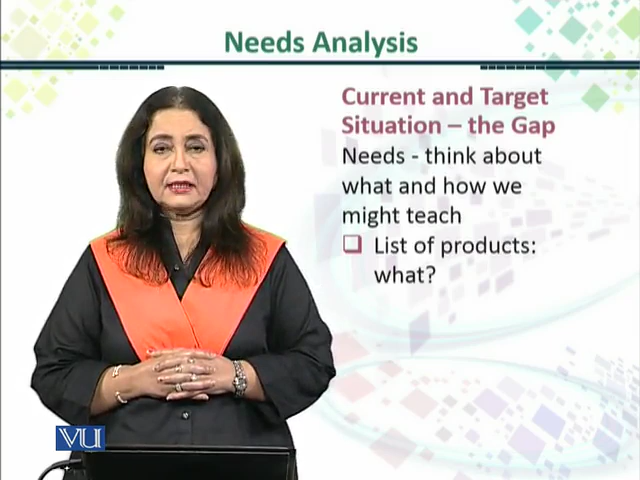 Needs Analysis
Current and Target
Situation – the Gap
Needs - think about
what and how we
might teach
List of products:
what?
VU